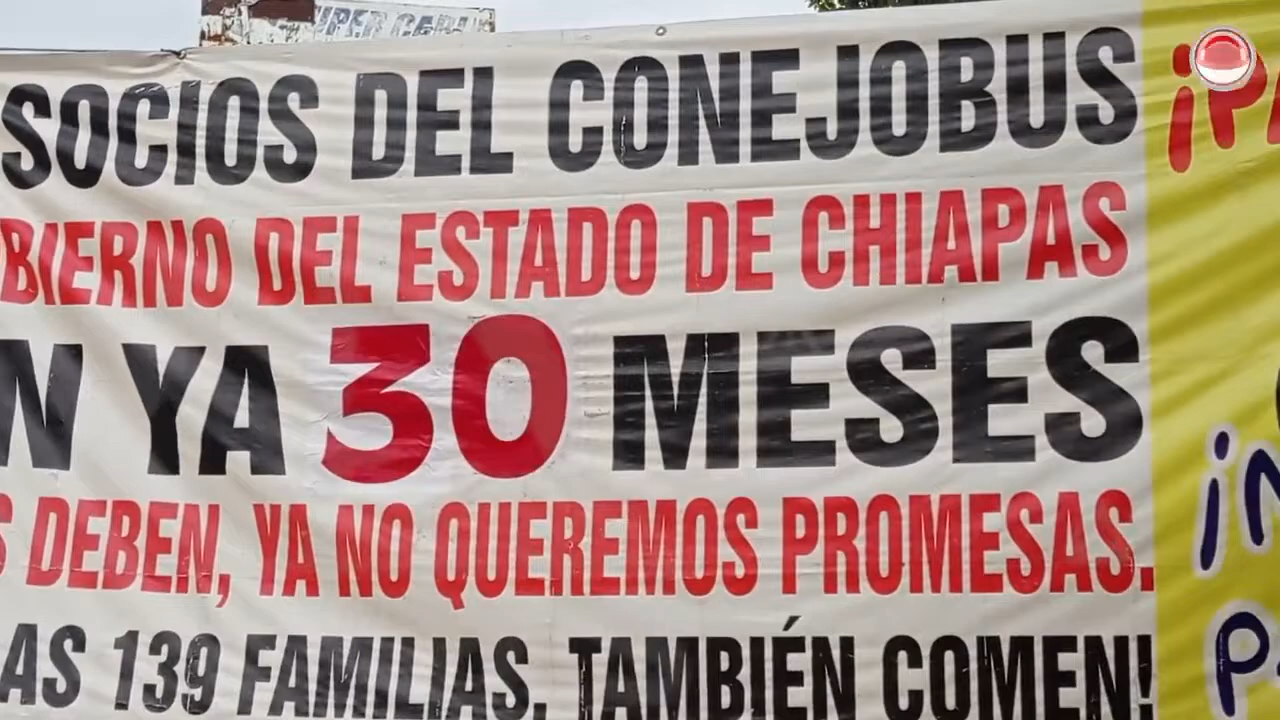 SOCIOS DEL CONEJOBUS
BIERNO DEL ESTADO DE CHIAPAS
N YA 30 MESES
S DEBEN, YA NO QUEREMOS PROMESAS.
AS 139 FAMILIAS, TAMBIÉN COMEN!